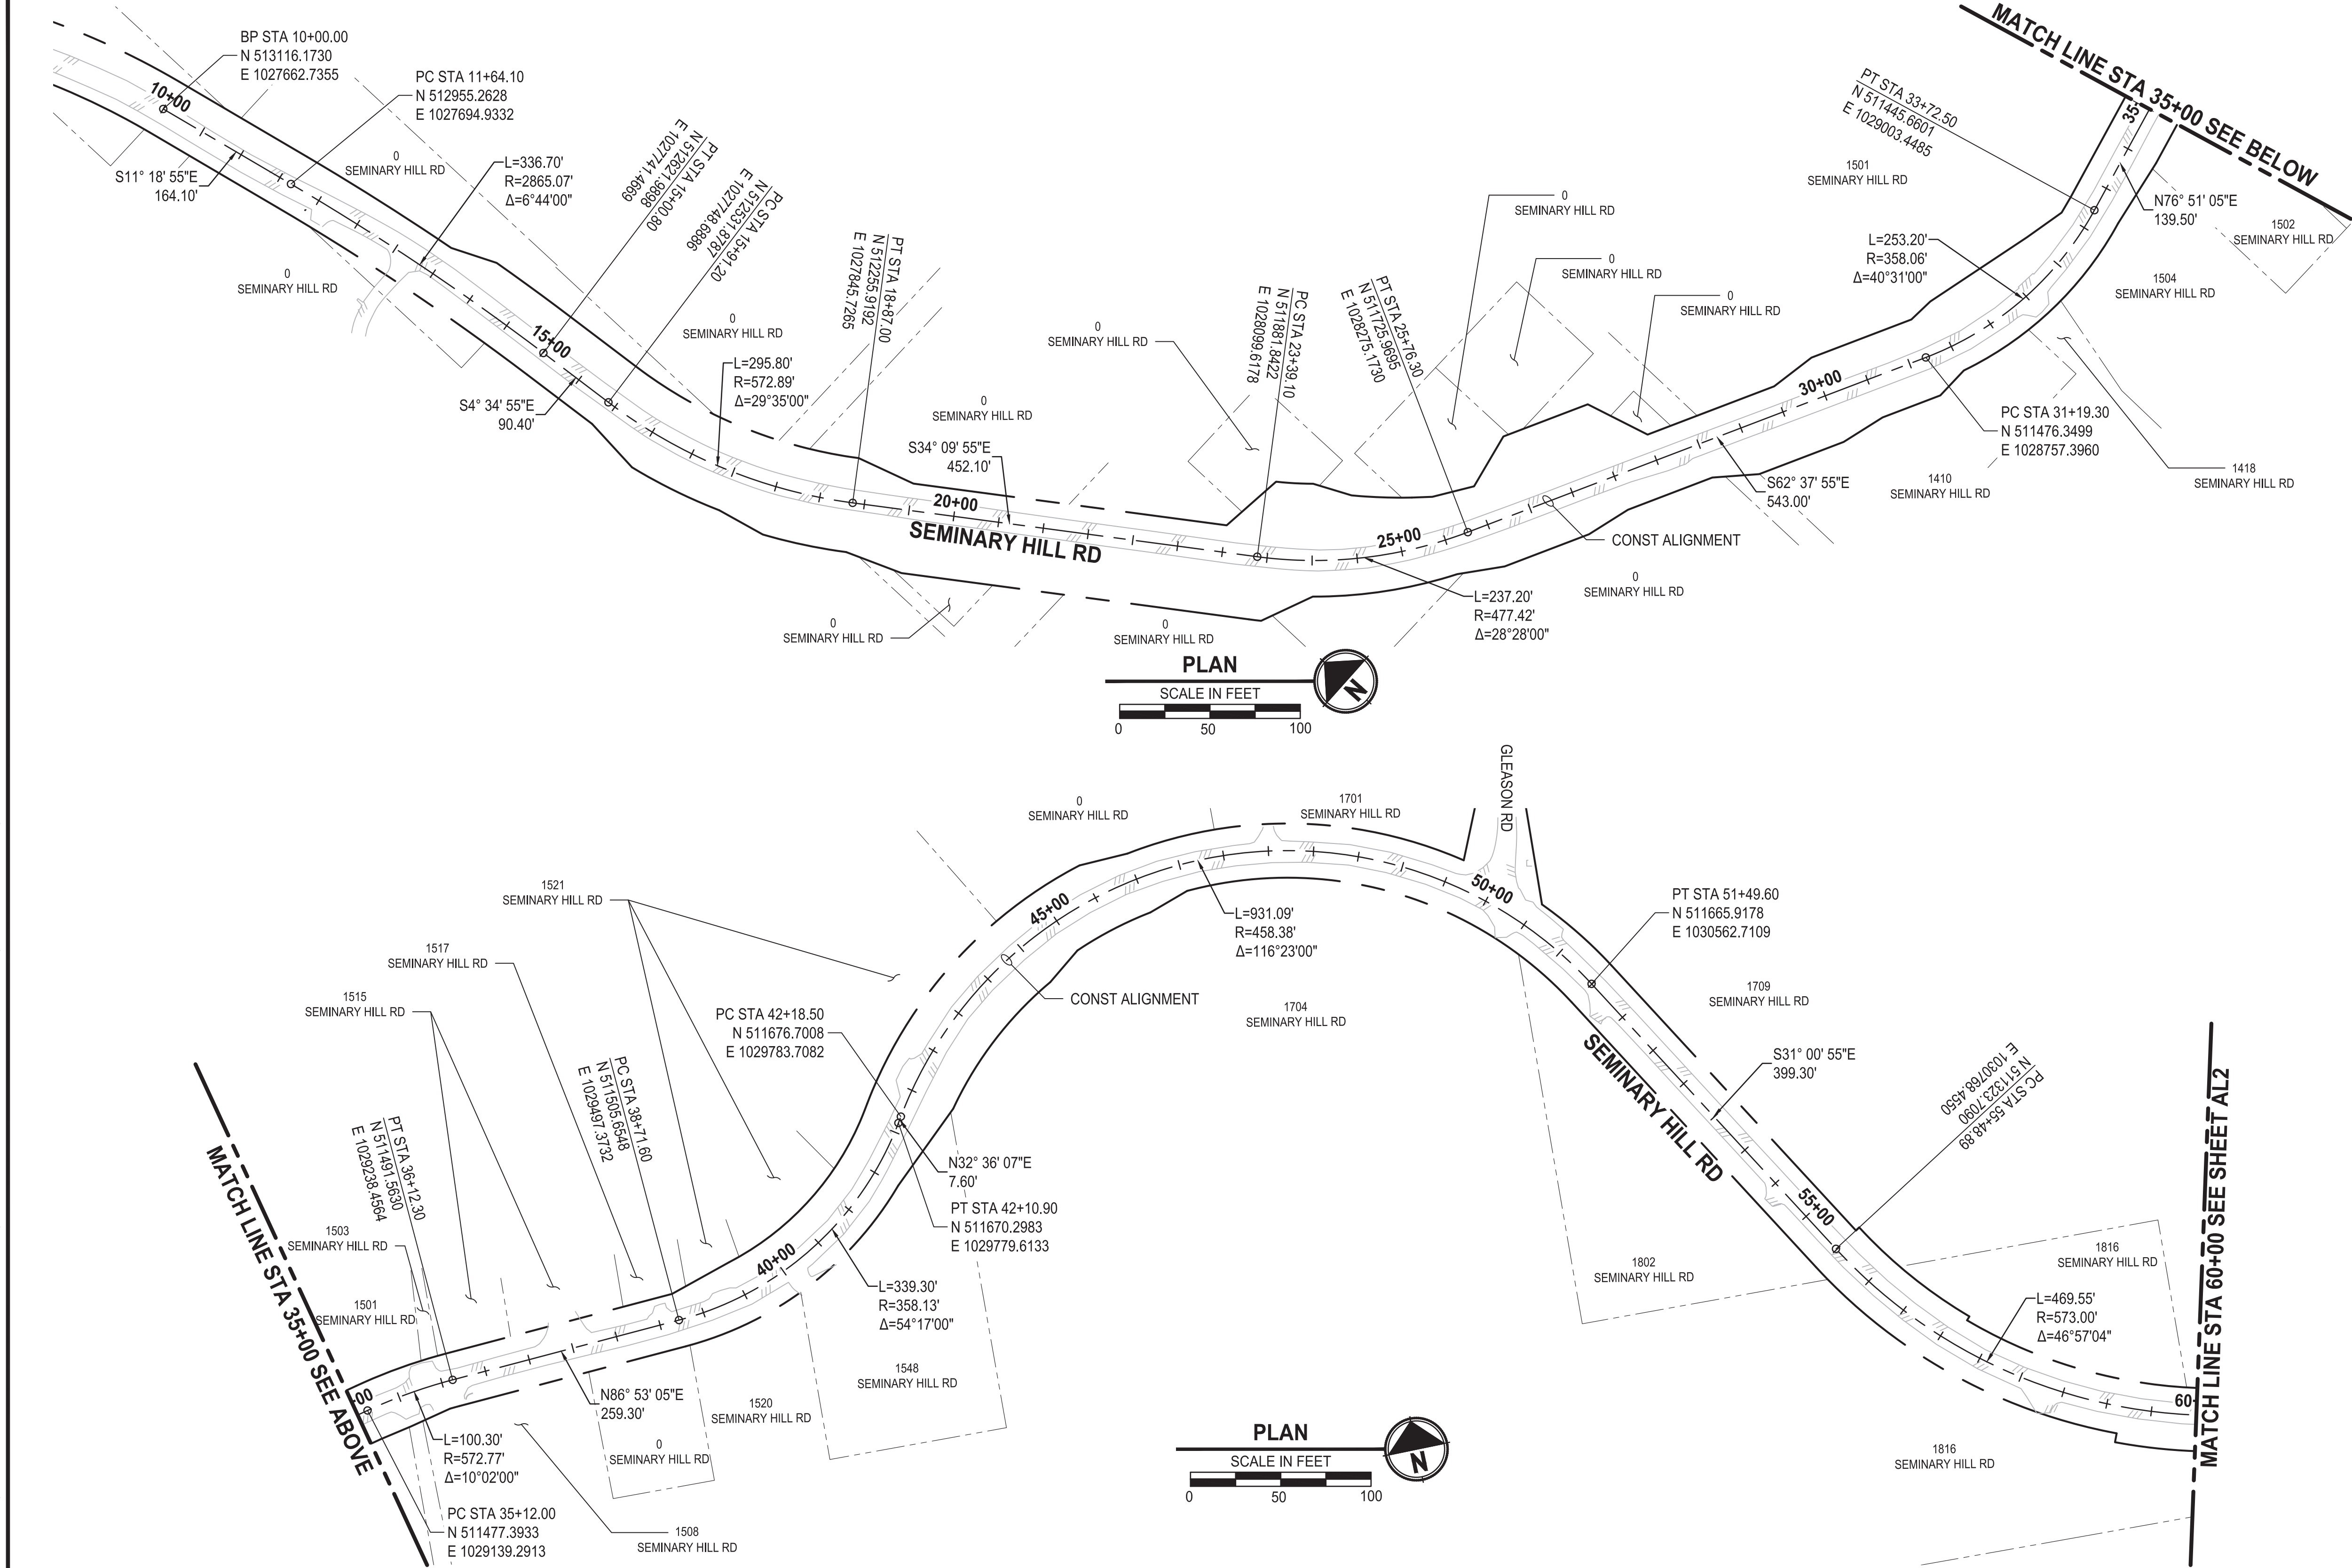 BP STA 10+00.00
N 513116.1730
E 1027662.7355
10+00
PC STA 11+64.10
N 512955.2628
E 1027694.9332
S11° 18' 55"E
164.10'
0
SEMINARY HILL RD
L=336.70'
R=2865.07'
Δ=6°44'00"
PT STA 15+00.80
N 512621.9898
E 1027741.4669
PC STA 15+91.20
N 512531.8787
E 1027748.6886
0
SEMINARY HILL RD
15+00
S4° 34' 55"E
90.40'
0
SEMINARY HILL RD
L=295.80'
R=572.89'
Δ=29°35'00"
PT STA 18+87.00
N 512255.9192
E 1027845.7265
0
SEMINARY HILL RD
S34° 09' 55"E
452.10'
20+00
SEMINARY HILL RD
0
SEMINARY HILL RD
0
SEMINARY HILL RD
0
SEMINARY HILL RD
PC STA 23+39.10
N 511881.8422
E 1028099.6178
PT STA 25+76.30
N 511725.9695
E 1028275.1730
0
SEMINARY HILL RD
0
SEMINARY HILL RD
0
SEMINARY HILL RD
25+00
L=237.20'
R=477.42'
Δ=28°28'00"
CONST ALIGNMENT
0
SEMINARY HILL RD
30+00
S62° 37' 55"E
543.00'
1410
SEMINARY HILL RD
PC STA 31+19.30
N 511476.3499
E 1028757.3960
1418
SEMINARY HILL RD
1501
SEMINARY HILL RD
L=253.20'
R=358.06'
Δ=40°31'00"
PT STA 33+72.50
N 511445.6601
E 1029003.4485
35+
N76° 51' 05"E
139.50'
1502
SEMINARY HILL RD
1504
SEMINARY HILL RD
MATCH LINE STA 35+00 SEE BELOW
PLAN
SCALE IN FEET
N
0 50 100
MATCH LINE STA 35+00 SEE ABOVE
1501
SEMINARY HILL RD
1503
SEMINARY HILL RD
1515
SEMINARY HILL RD
1517
SEMINARY HILL RD
1521
SEMINARY HILL RD
PT STA 36+12.30
N 511491.5630
E 1029238.4564
PC STA 38+71.60
N 511505.6548
E 1029497.3732
+00
L=100.30'
R=572.77'
Δ=10°02'00"
PC STA 35+12.00
N 511477.3933
E 1029139.2913
1508
SEMINARY HILL RD
N86° 53' 05"E
259.30'
0
SEMINARY HILL RD
1520
SEMINARY HILL RD
40+00
L=339.30'
R=358.13'
Δ=54°17'00"
1548
SEMINARY HILL RD
PC STA 42+18.50
N 511676.7008
E 1029783.7082
N32° 36' 07"E
7.60'
PT STA 42+10.90
N 511670.2983
E 1029779.6133
CONST ALIGNMENT
45+00
0
SEMINARY HILL RD
1701
SEMINARY HILL RD
L=931.09'
R=458.38'
Δ=116°23'00"
1704
SEMINARY HILL RD
GLEASON RD
50+00
PT STA 51+49.60
N 511665.9178
E 1030562.7109
1709
SEMINARY HILL RD
SEMINARY HILL RD
S31° 00' 55"E
399.30'
55+00
PC STA 55+48.89
N 511323.7090
E 1030768.4550
1802
SEMINARY HILL RD
1816
SEMINARY HILL RD
L=469.55'
R=573.00'
Δ=46°57'04"
60+
1816
SEMINARY HILL RD
MATCH LINE STA 60+00 SEE SHEET AL2
PLAN
SCALE IN FEET
N
0 50 100